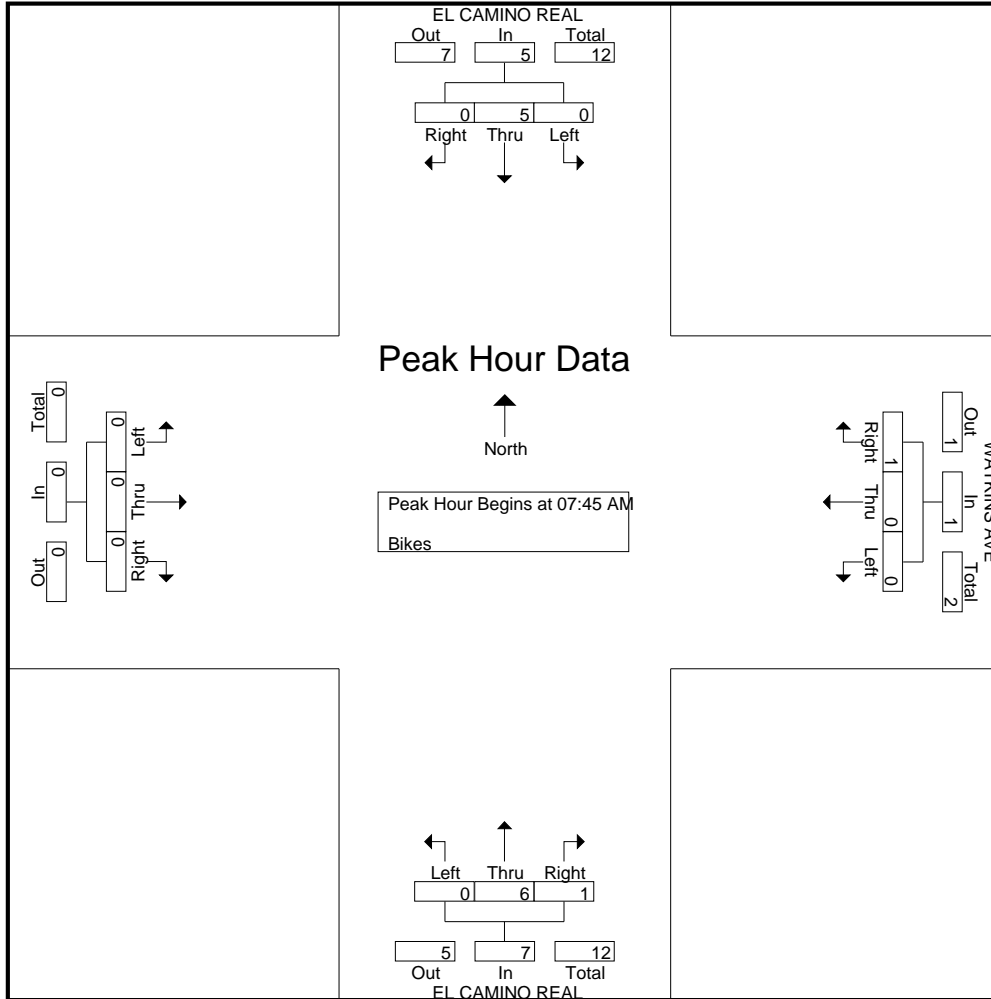 EL CAMINO REAL
Out In Total
7 5 12
0 5 0
Right Thru Left
Peak Hour Data
North
Peak Hour Begins at 07:45 AM
Bikes
Total In Out
0 0 0
0 0 0
Left Thru Right
Right Thru Left
1 0 0
Out In Total
1 1 2
WATKINS AVE
Left Thru Right
0 6 1
5 7 12
Out In Total
EL CAMINO REAL